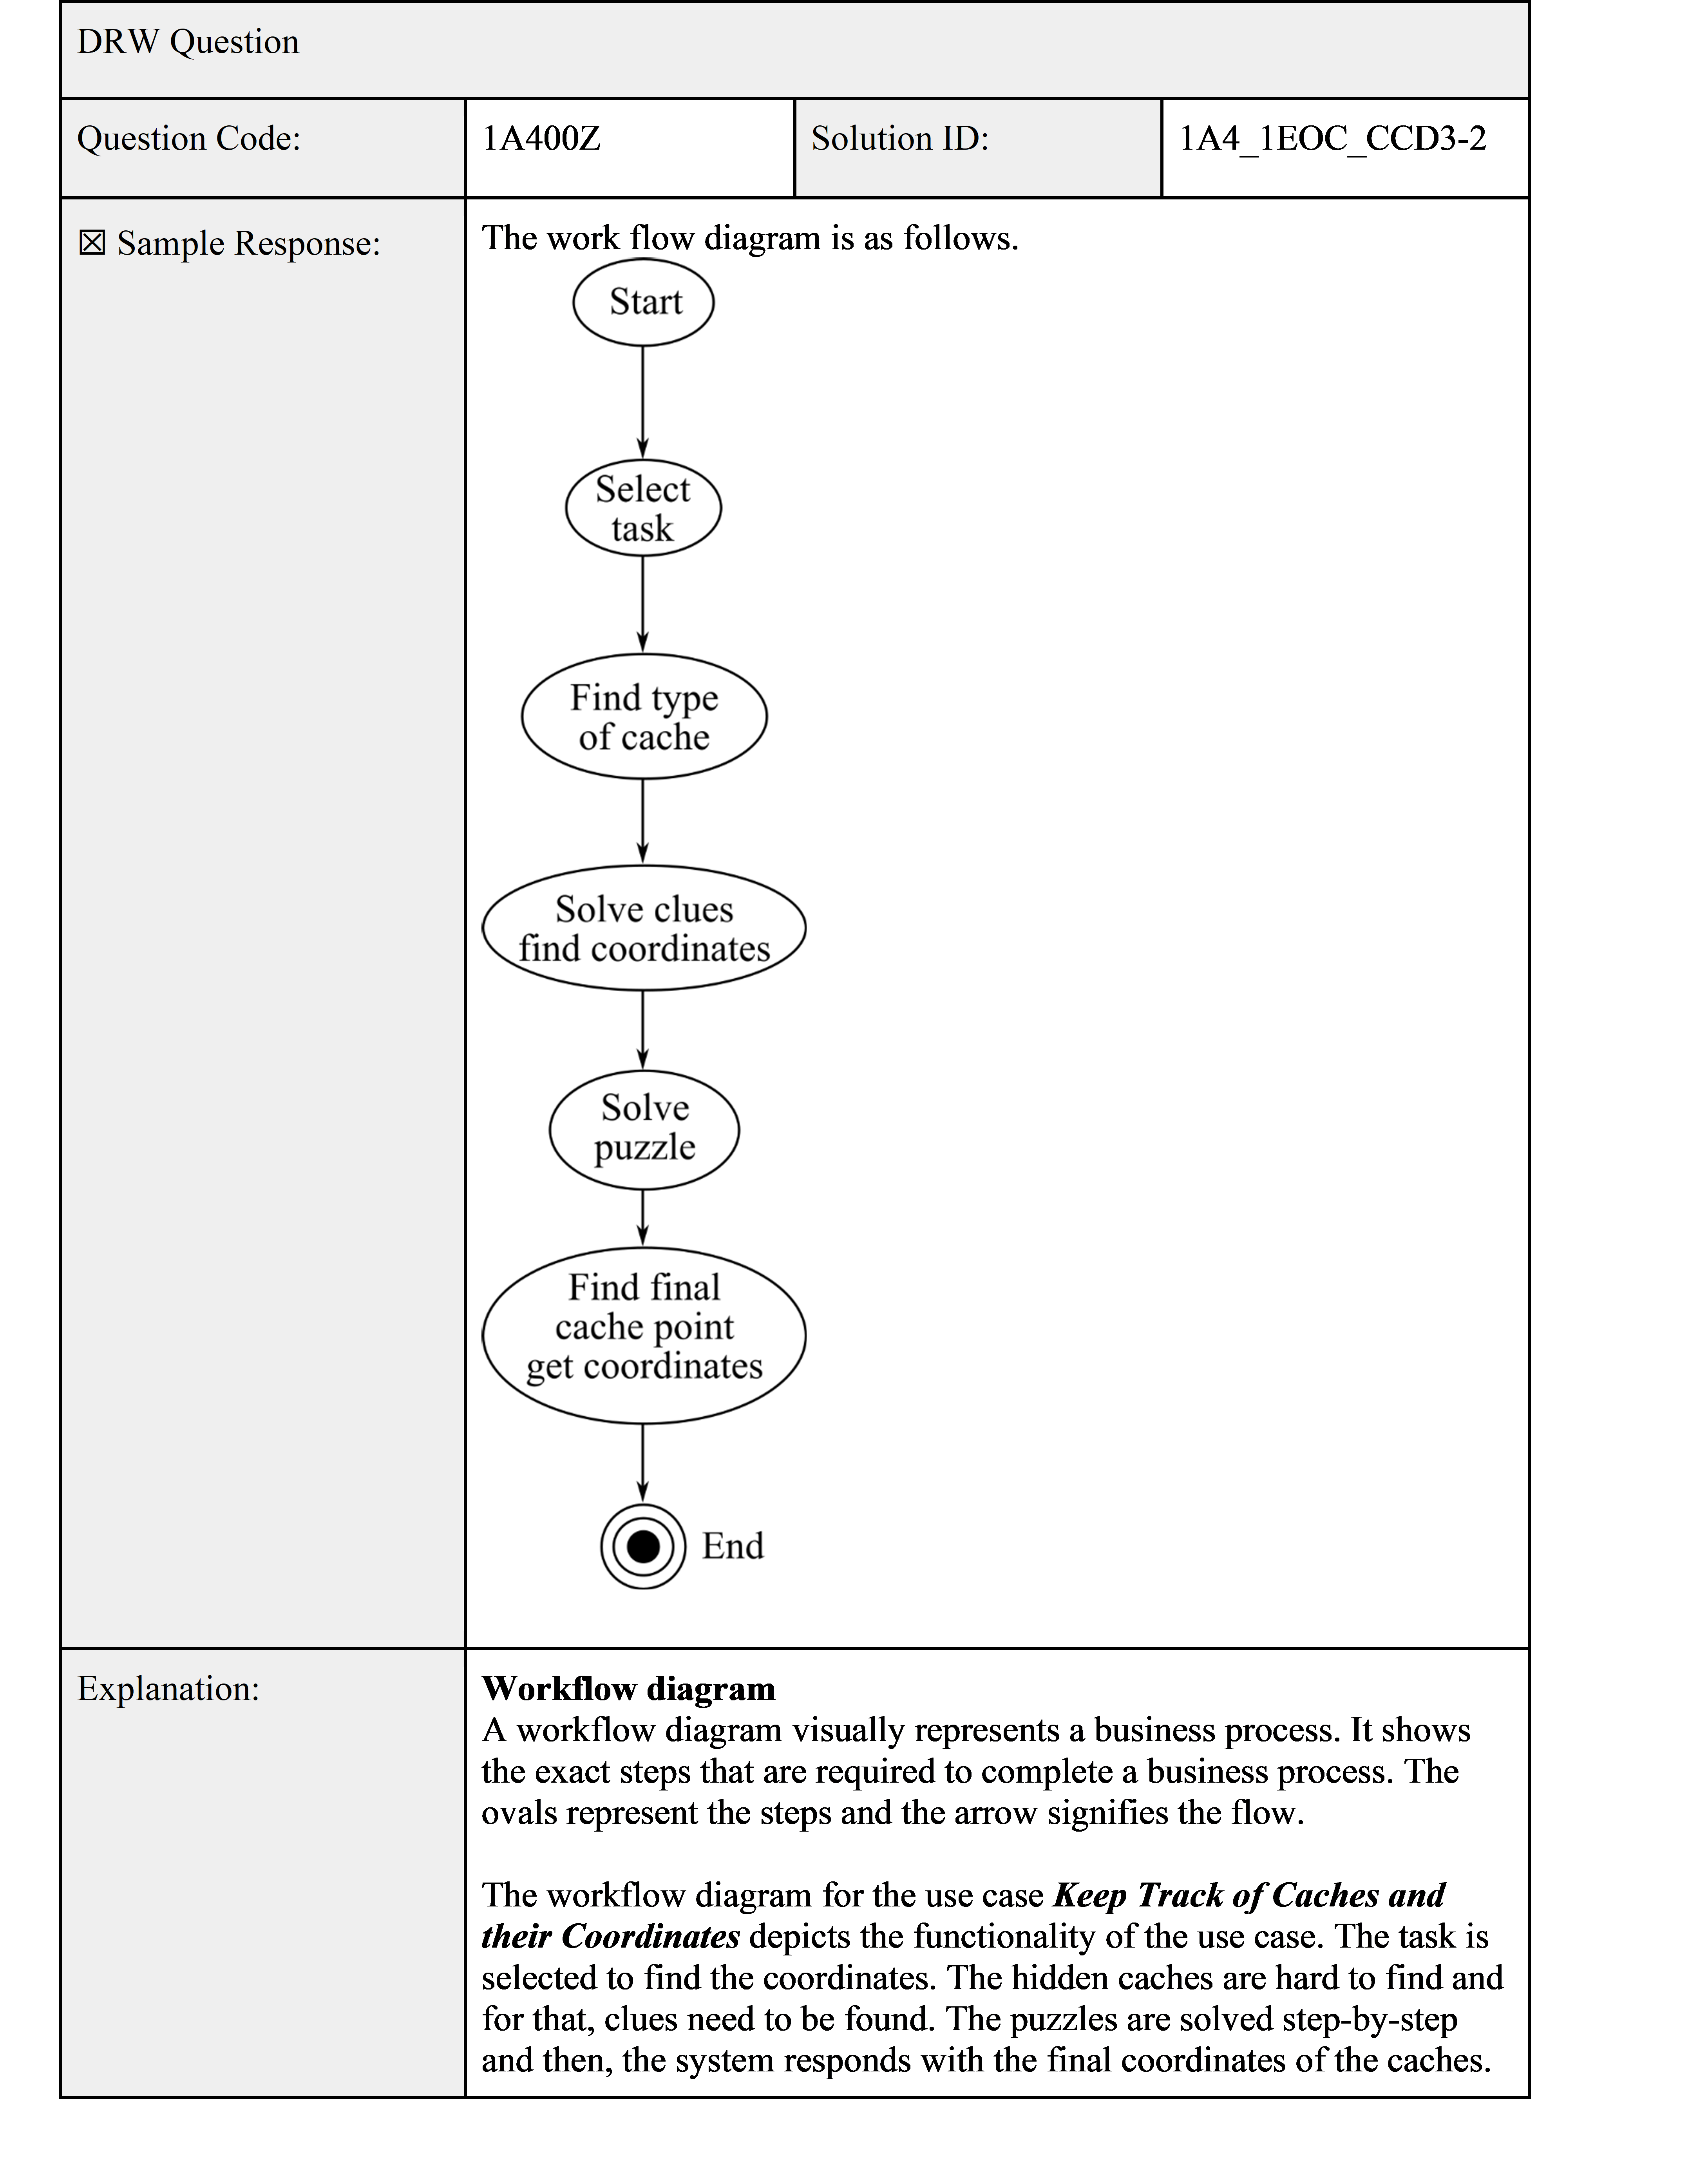 DRW Question
Question Code:
1A400Z
Solution ID:
1A4_1EOC_CCD3-2
☒ Sample Response:
The work flow diagram is as follows.
Start
Select
task
Find type
of cache
Solve clues
find coordinates
Solve
puzzle
Find final
cache point
get coordinates
End
Explanation:
Workflow diagram
A workflow diagram visually represents a business process. It shows
the exact steps that are required to complete a business process. The
ovals represent the steps and the arrow signifies the flow.
The workflow diagram for the use case Keep Track of Caches and
their Coordinates depicts the functionality of the use case. The task is
selected to find the coordinates. The hidden caches are hard to find and
for that, clues need to be found. The puzzles are solved step-by-step
and then, the system responds with the final coordinates of the caches.